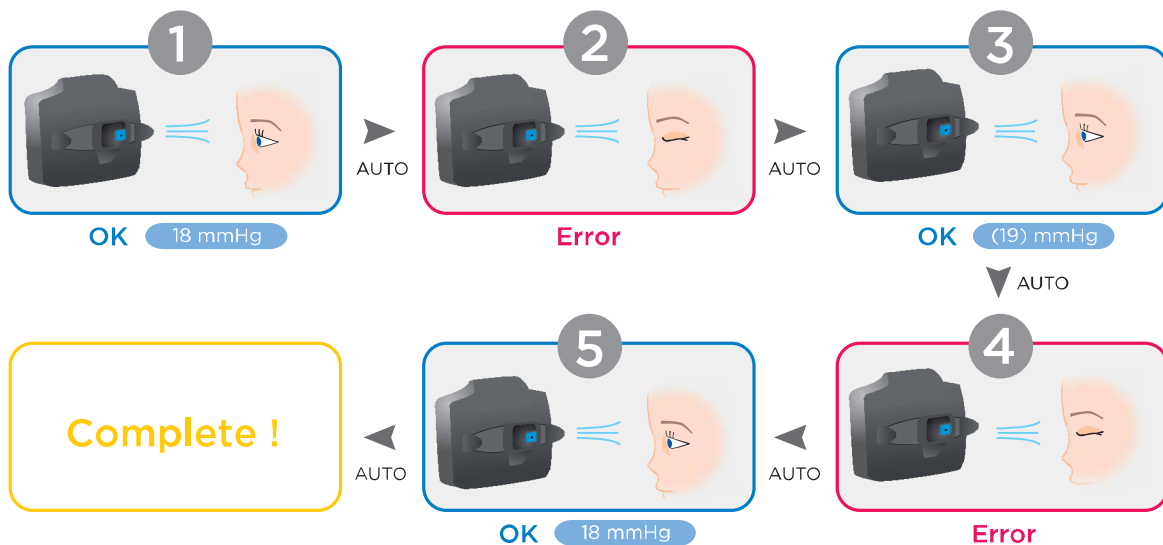 1
AUTO
2
AUTO
3
OK 18 mmHg
Error
OK (19) mmHg
AUTO
4
AUTO
5
AUTO
Complete !
Error
OK 18 mmHg